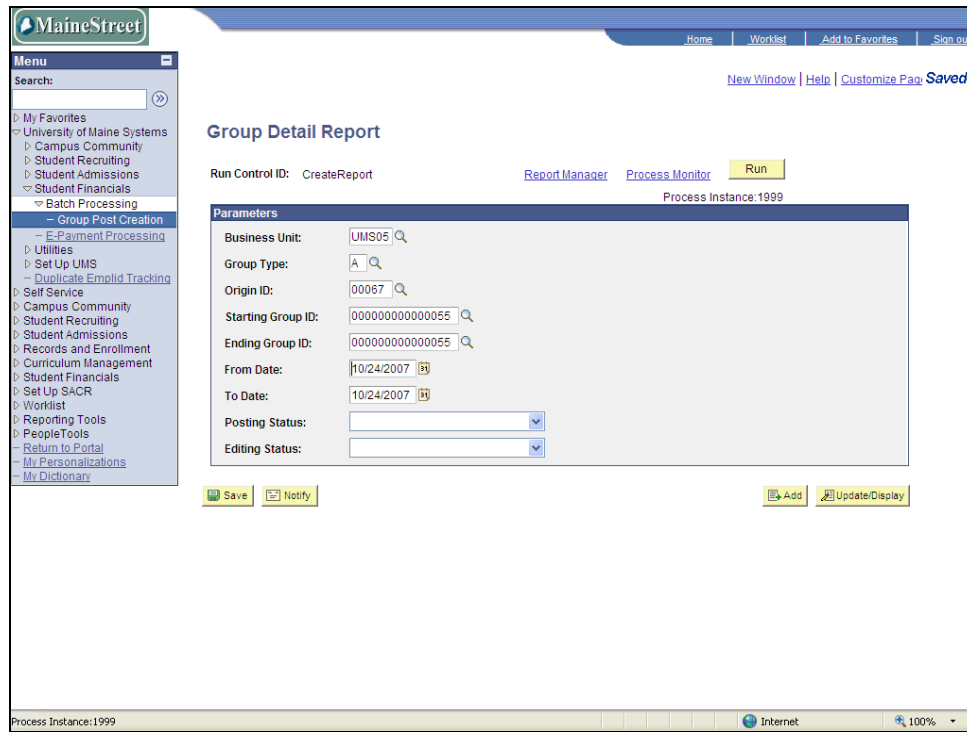 MaineStreet
Home Worklist Add to Favorites Sign ou
Menu
New Window | Help | Customize Pag Saved
Search:
My Favorites
University of Maine Systems
Campus Community
Student Recruiting
Student Admissions
Student Financials
Batch Processing
– Group Post Creation
– E-Payment Processing
Utilities
Set Up UMS
– Duplicate Emplid Tracking
Self Service
Campus Community
Student Recruiting
Student Admissions
Records and Enrollment
Curriculum Management
Student Financials
Set Up SACR
Worklist
Reporting Tools
PeopleTools
– Return to Portal
– My Personalizations
– My Dictionary
Group Detail Report
Run Control ID: CreateReport Report Manager Process Monitor Run
Process Instance:1999
Parameters
Business Unit: UMS05
Group Type: A
Origin ID: 00067
Starting Group ID: 000000000000055
Ending Group ID: 000000000000055
From Date: 10/24/2007 31
To Date: 10/24/2007 31
Posting Status:
Editing Status:
Save Notify Add Update/Display
Process Instance:1999 Internet 100%